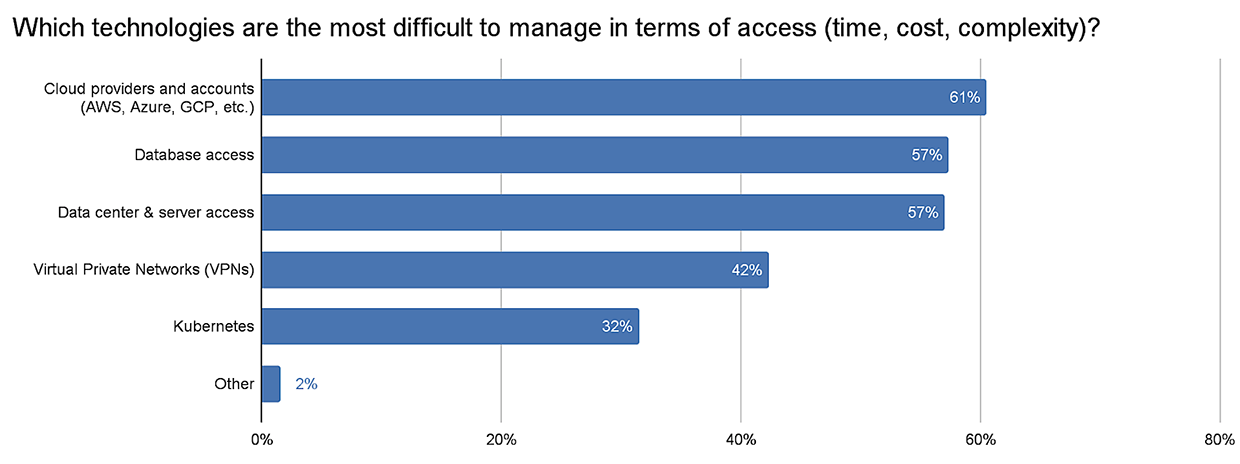 Which technologies are the most difficult to manage in terms of access (time, cost, complexity)?
Cloud providers and accounts
(AWS, Azure, GCP, etc.)
61%
Database access
57%
Data center & server access
57%
Virtual Private Networks (VPNs)
42%
Kubernetes
32%
Other
2%
0%
20%
40%
60%
80%